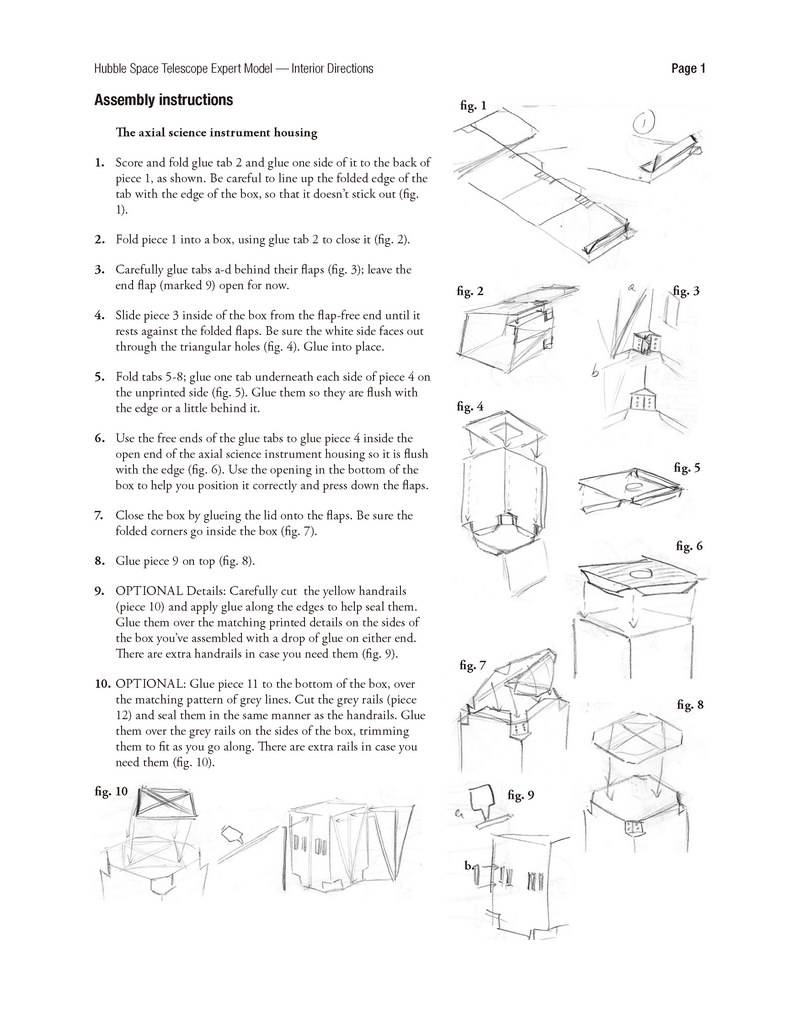 Hubble Space Telescope Expert Model — Interior Directions
Page 1
Assembly instructions
The axial science instrument housing
1. Score and fold glue tab 2 and glue one side of it to the back of
piece 1, as shown. Be careful to line up the folded edge of the
tab with the edge of the box, so that it doesn't stick out (fig.
1).
2. Fold piece 1 into a box, using glue tab 2 to close it (fig. 2).
3. Carefully glue tabs a-d behind their flaps (fig. 3); leave the
end flap (marked 9) open for now.
4. Slide piece 3 inside of the box from the flap-free end until it
rests against the folded flaps. Be sure the white side faces out
through the triangular holes (fig. 4). Glue into place.
5. Fold tabs 5-8; glue one tab underneath each side of piece 4 on
the unprinted side (fig. 5). Glue them so they are flush with
the edge or a little behind it.
6. Use the free ends of the glue tabs to glue piece 4 inside the
open end of the axial science instrument housing so it is flush
with the edge (fig. 6). Use the opening in the bottom of the
box to help you position it correctly and press down the flaps.
7. Close the box by glueing the lid onto the flaps. Be sure the
folded corners go inside the box (fig. 7).
8. Glue piece 9 on top (fig. 8).
9. OPTIONAL Details: Carefully cut the yellow handrails
(piece 10) and apply glue along the edges to help seal them.
Glue them over the matching printed details on the sides of
the box you've assembled with a drop of glue on either end.
There are extra handrails in case you need them (fig. 9).
10. OPTIONAL: Glue piece 11 to the bottom of the box, over
the matching pattern of grey lines. Cut the grey rails (piece
12) and seal them in the same manner as the handrails. Glue
them over the grey rails on the sides of the box, trimming
them to fit as you go along. There are extra rails in case you
need them (fig. 10).
fig. 1
1
fig. 2
a
fig. 3
b
fig. 4
fig. 5
fig. 6
fig. 7
fig. 8
fig. 9
a
b.
fig. 10